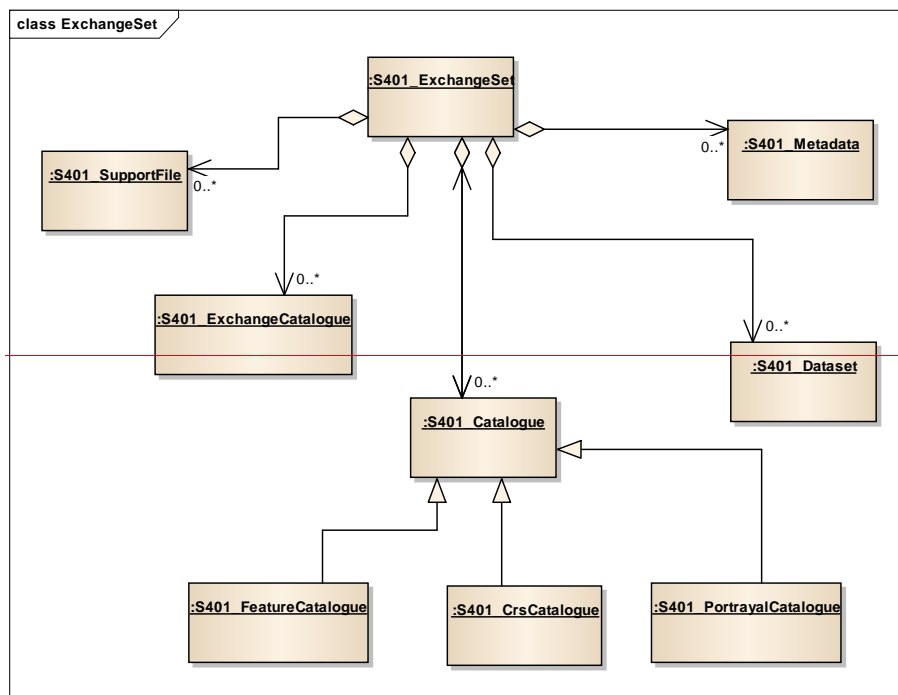 class ExchangeSet
:S401_ExchangeSet
:S401_Metadata
0..*
:S401_SupportFile
0..*
0..*
:S401_ExchangeCatalogue
0..*
:S401_Dataset
0..*
:S401_Catalogue
:S401_FeatureCatalogue
:S401_CrsCatalogue
:S401_PortrayalCatalogue